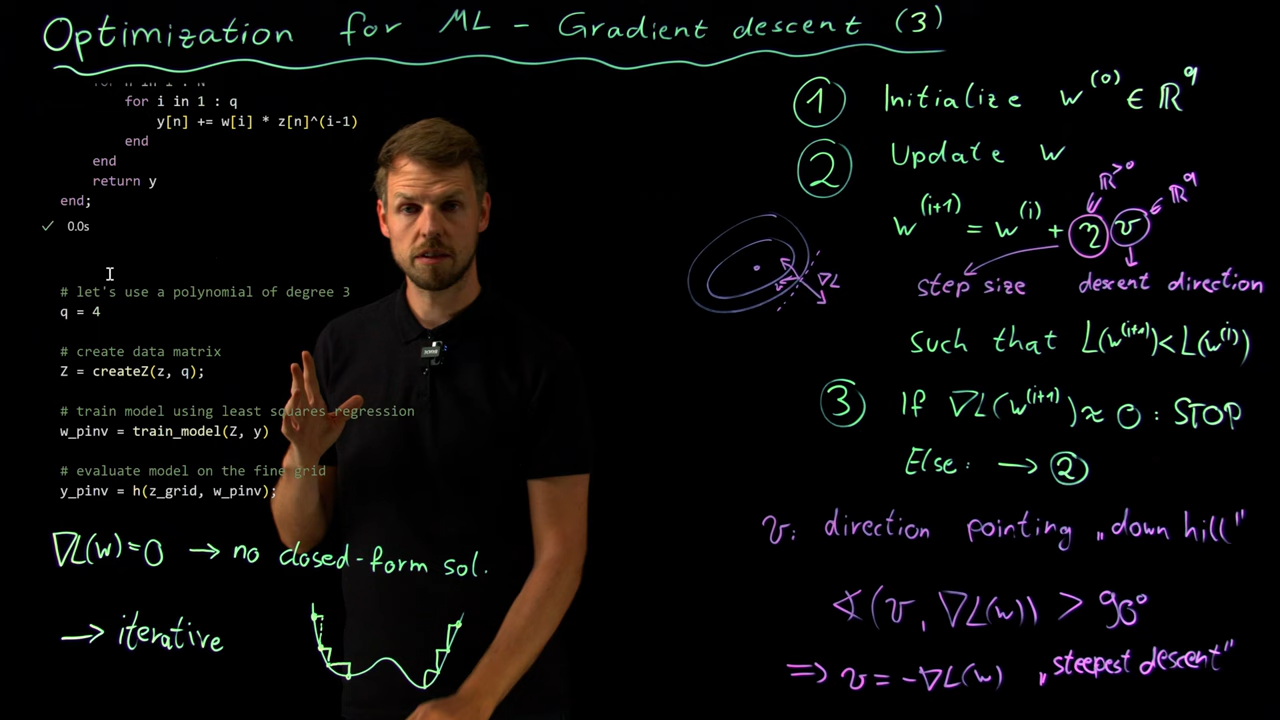 Optimization for ML - Gradient descent (3)
for i in 1 : q
y[n] += w[i] * z[n]^(i-1)
end
end
return y
end;
✓ 0.0s
# let's use a polynomial of degree 3
q = 4
# create data matrix
Z = createZ(z, q);
# train model using least squares regression
w_pinv = train_model(Z, y)
# evaluate model on the fine grid
y_pinv = h(z_grid, w_pinv);
∇L(w)=0 → no closed-form sol.
→ iterative
① Initialize w^(0) ∈ ℝ^q
② Update w
ℝ^>0
ℝ^q
w^(i+1) = w^(i) + η v
step size descent direction
∇L
Such that L(w^(i+1)) < L(w^(i))
③ If ∇L(w^(i+1)) ≈ 0 : STOP
Else: → ②
v: direction pointing „down hill"
∢(v, ∇L(w)) > 90°
⇒ v = -∇L(w) „steepest descent"